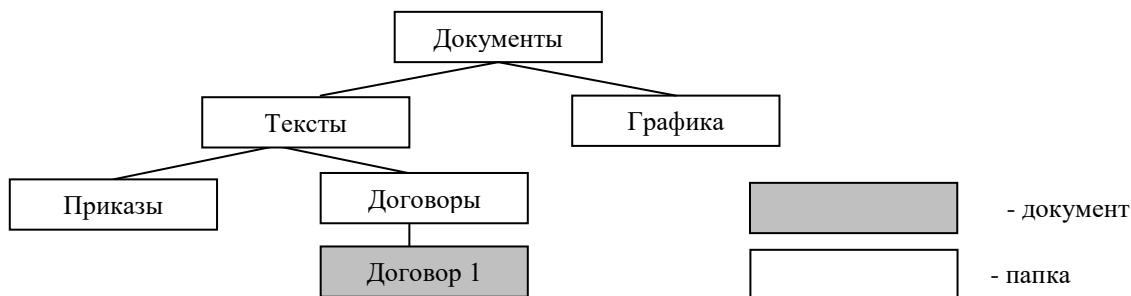 Документы
Тексты
Графика
Приказы
Договоры
Договор 1
- документ
- папка